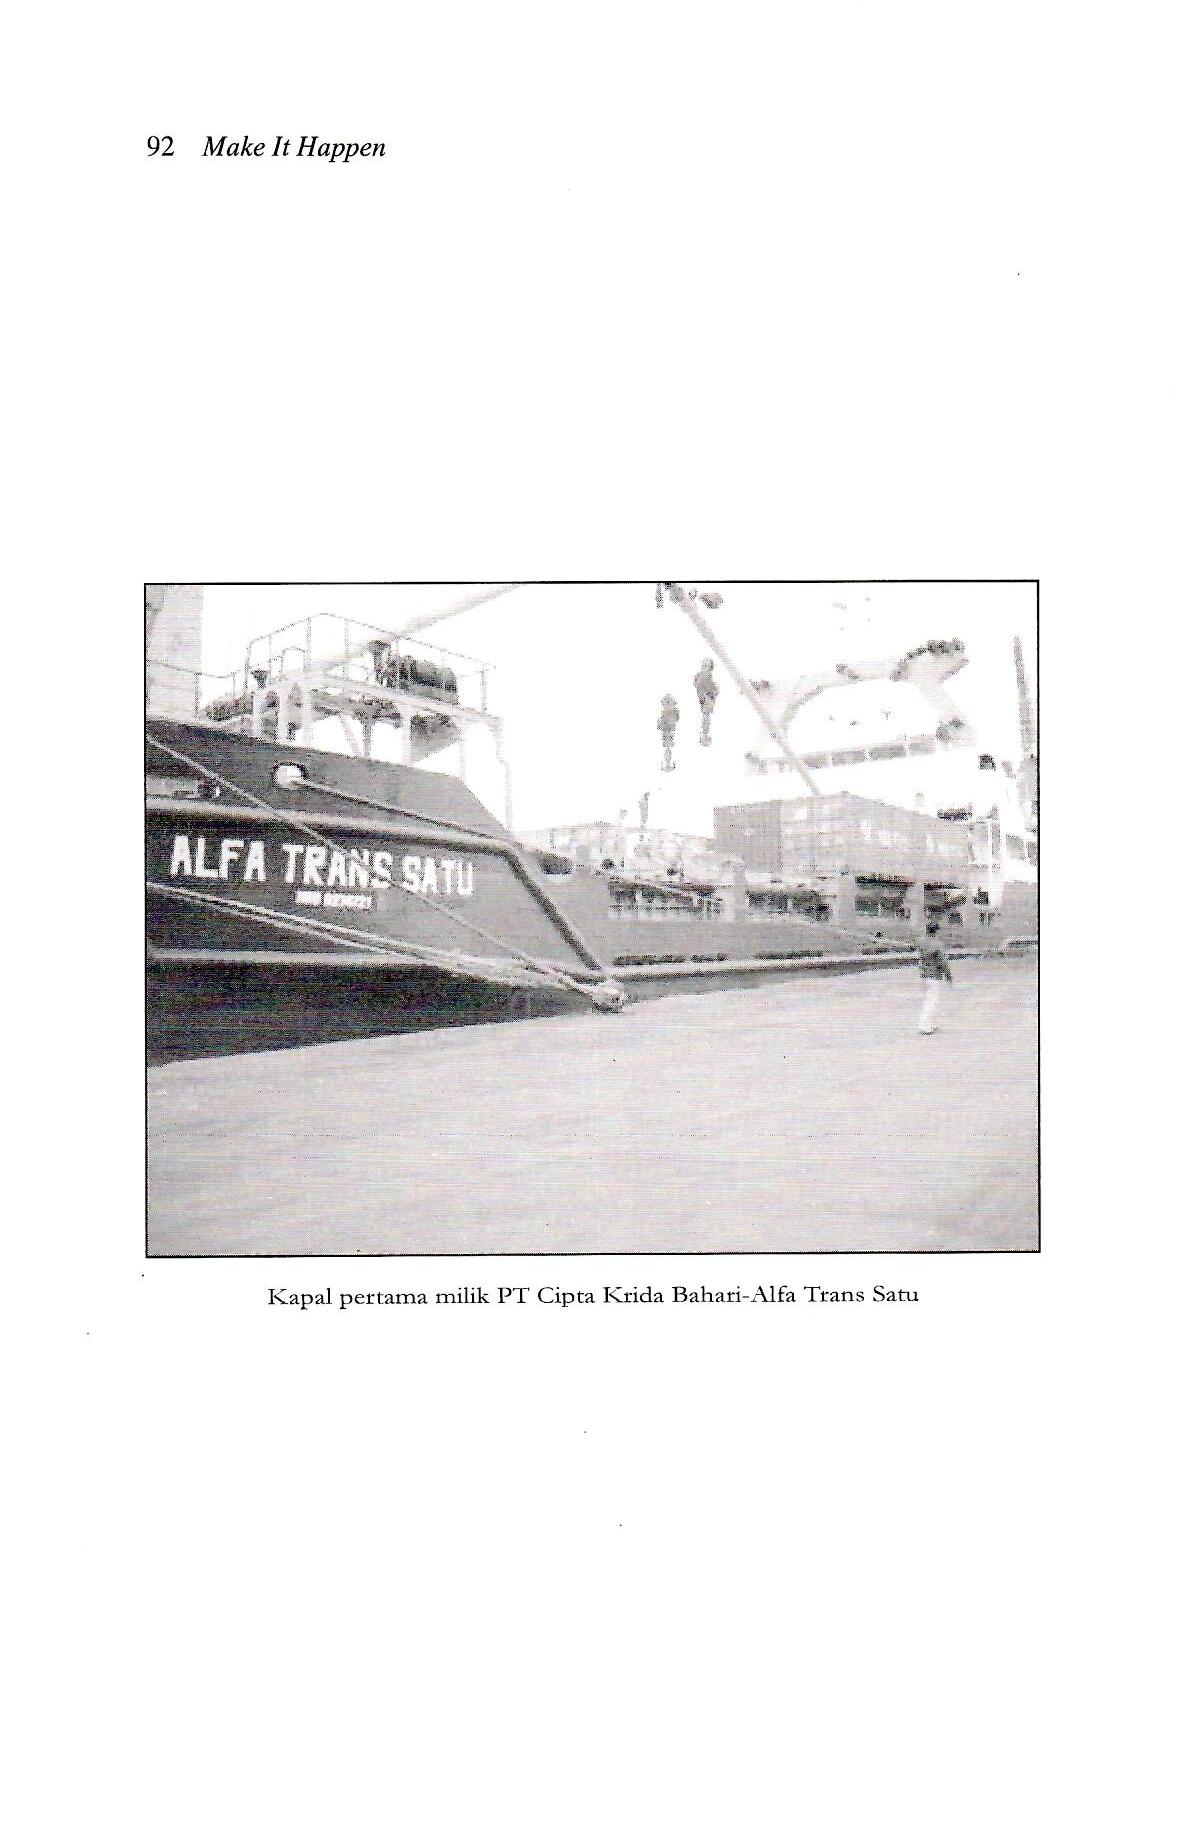 92 Make It Happen
ALFA TRANS SATU
Kapal pertama milik PT Cipta Krida Bahari-Alfa Trans Satu